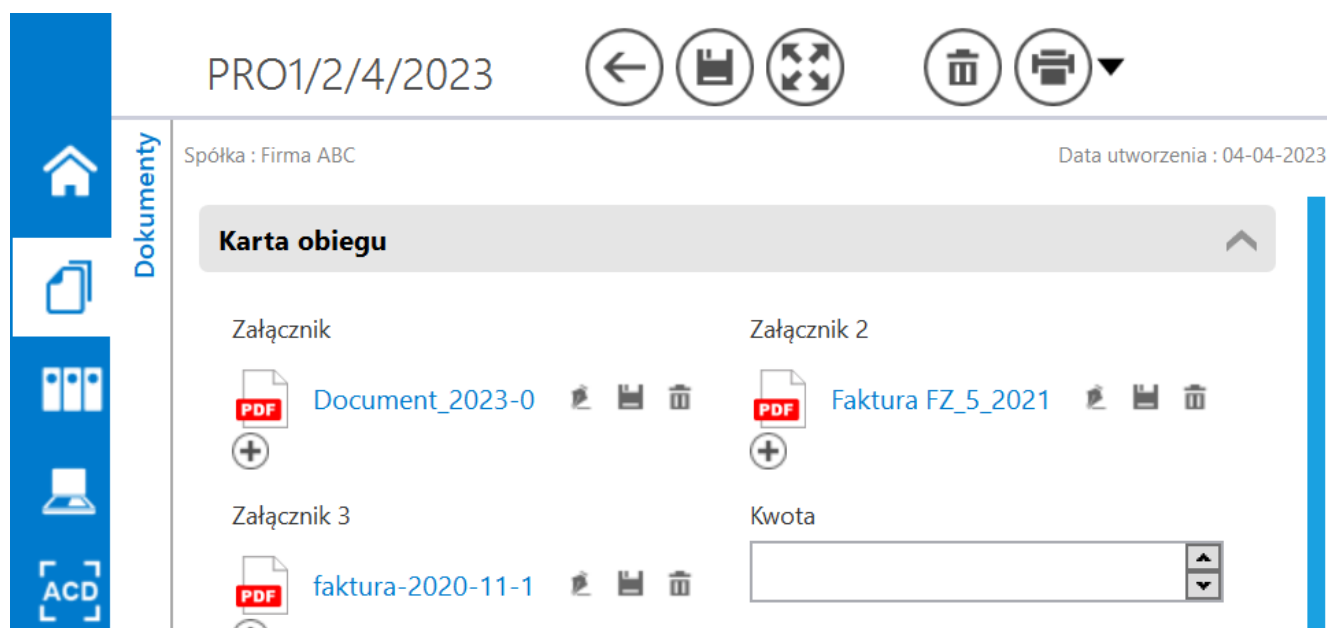 PRO1/2/4/2023
Dokumenty
Spółka : Firma ABC
Data utworzenia : 04-04-2023
Karta obiegu
Załącznik
Załącznik 2
PDF Document_2023-0
PDF Faktura FZ_5_2021
Załącznik 3
Kwota
PDF faktura-2020-11-1
ACD